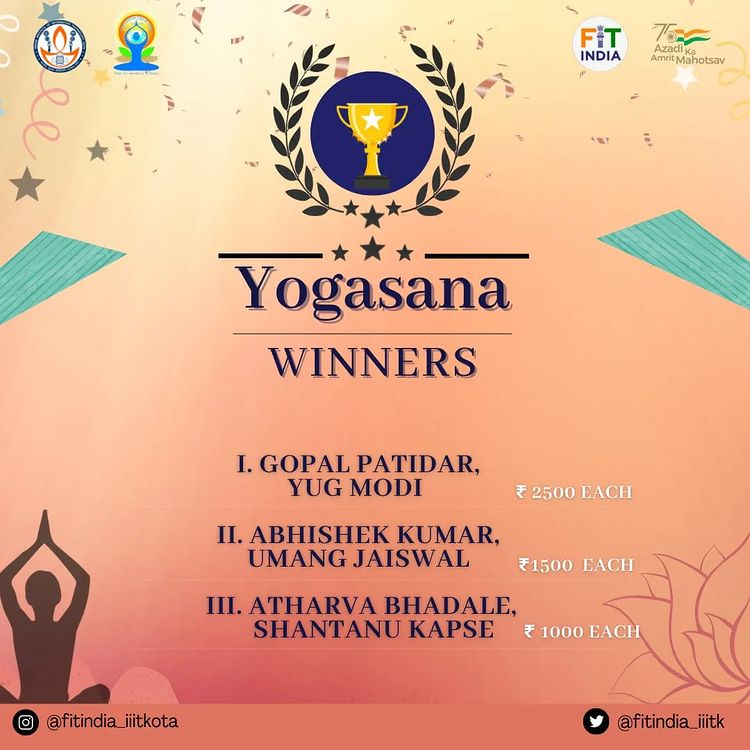 FIT
INDIA
75
Azadi Ka
Amrit Mahotsav
Yogasana
WINNERS
I. GOPAL PATIDAR,
YUG MODI
₹ 2500 EACH
II. ABHISHEK KUMAR,
UMANG JAISWAL
₹1500 EACH
III. ATHARVA BHADALE,
SHANTANU KAPSE
₹ 1000 EACH
@fitindia_iiitkota
@fitindia_iiitk